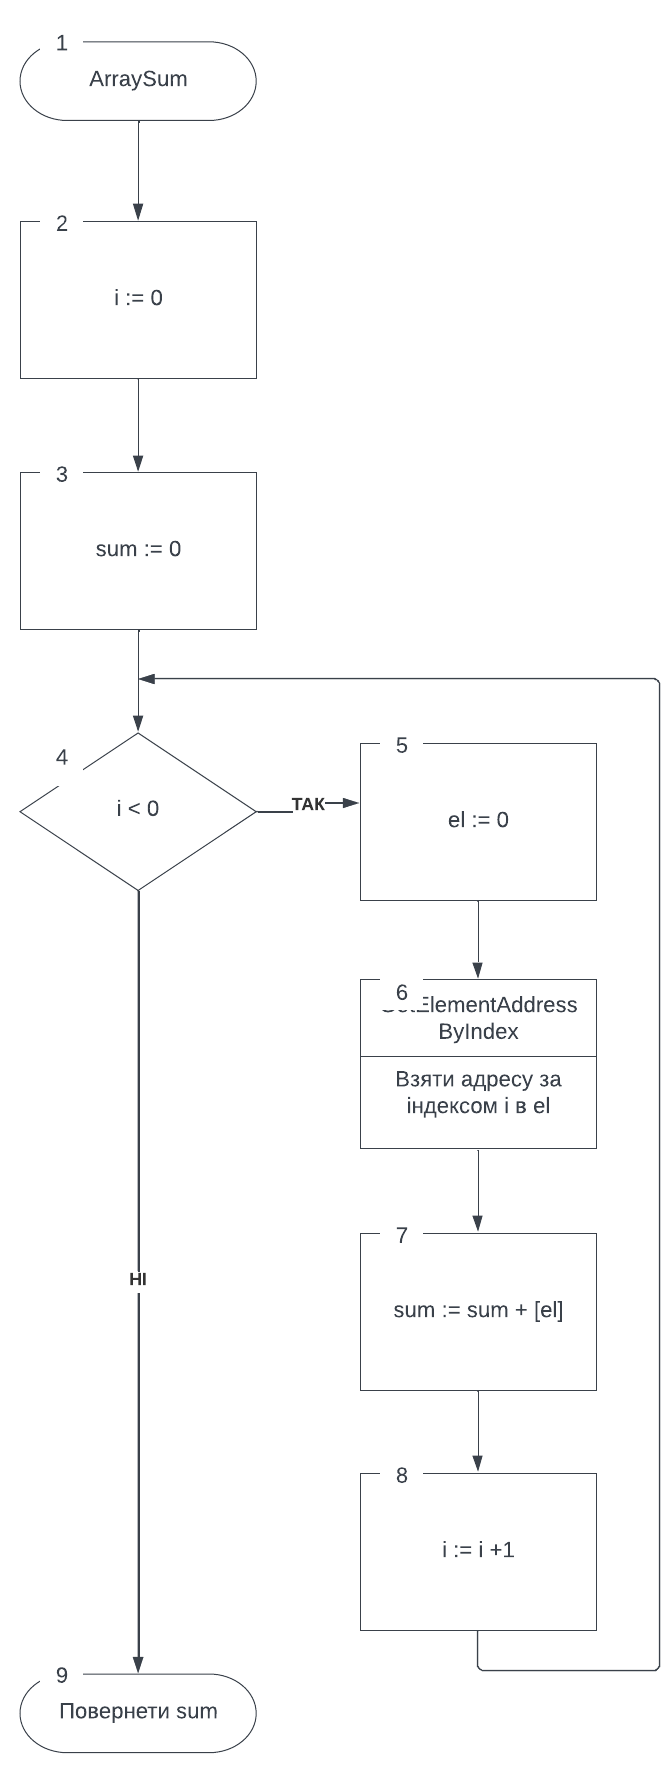 1
ArraySum
2
i := 0
3
sum := 0
4
i < 0
ТАК
5
el := 0
6
ByIndex
Взяти адресу за
індексом і в el
7
sum := sum + [el]
8
i := i +1
НІ
9
Повернети sum